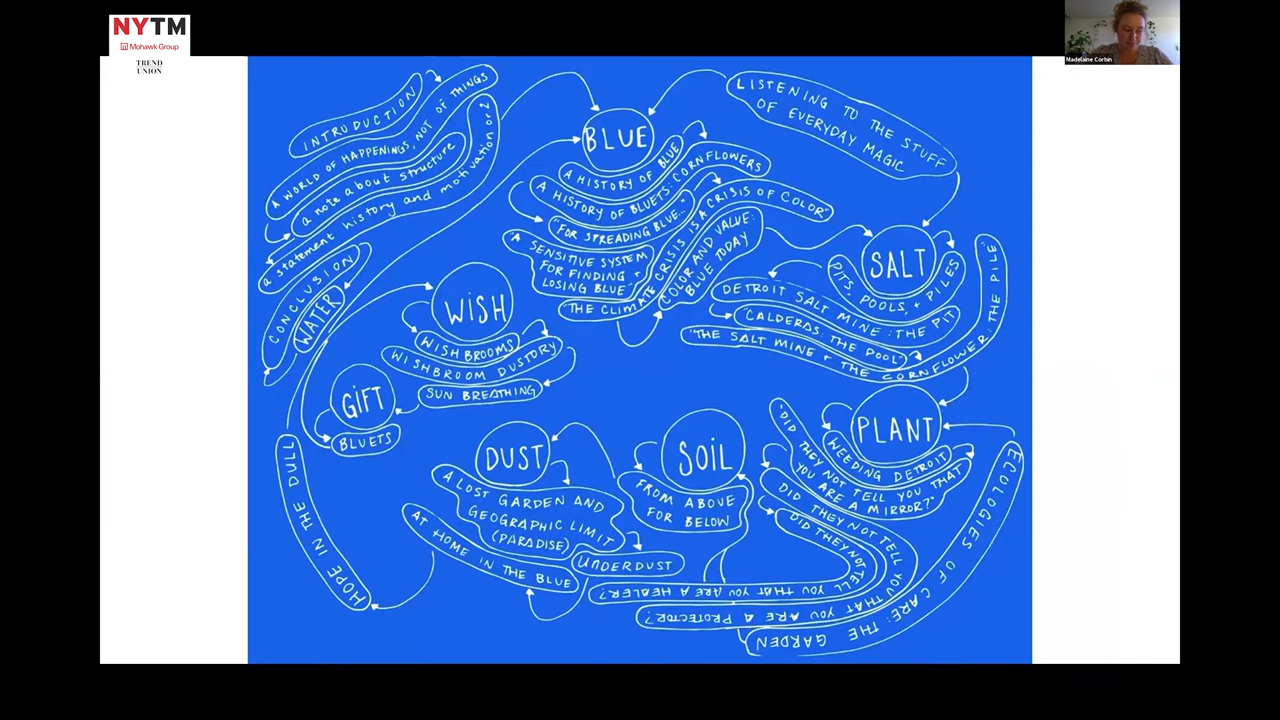 NYTM
Mohawk Group
TREND
UNION
Madelaine Corbin
INTRODUCTION
A WORLD OF HAPPENINGS, NOT OF THINGS
a note about structure
a statement history and motivation or 2
CONCLUSION
WATER
BLUE
A HISTORY OF BLUE
A HISTORY OF BLUETS: CORNFLOWERS
"FOR SPREADING BLUE..."
A SENSITIVE SYSTEM
FOR FINDING +
LOSING BLUE
"THE CLIMATE CRISIS IS A CRISIS OF COLOR"
COLOR AND VALUE:
BLUE TODAY
LISTENING TO THE STUFF
OF EVERYDAY MAGIC
SALT
PITS, POOLS, + PILES
DETROIT SALT MINE: THE PIT
CALDERAS: THE POOL
"THE SALT MINE + THE CORNFLOWER: THE PILE"
WISH
WISH BROOMS
WISHBROOM DUSTORY
SUN BREATHING
GIFT
BLUETS
PLANT
WEEDING DETROIT
"DID THEY NOT TELL YOU THAT
YOU ARE A MIRROR?"
DID THEY NOT TELL YOU THAT YOU ARE A PROTECTOR?
DID THEY NOT TELL YOU THAT YOU ARE A HEALER?
ECOLOGIES OF CARE: THE GARDEN
SOIL
FROM ABOVE
FOR BELOW
DUST
A LOST GARDEN AND
GEOGRAPHIC LIMIT
(PARADISE)
UNDERDUST
AT HOME IN THE BLUE
HOPE IN THE DULL